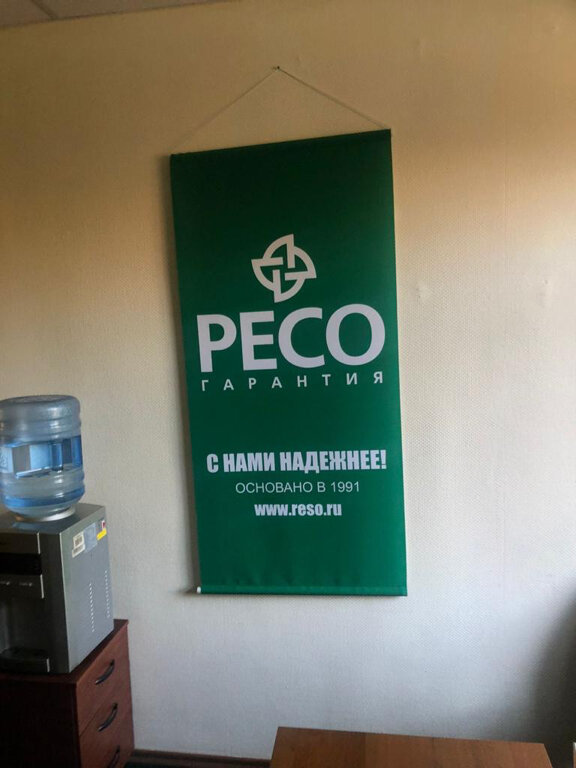 РЕСО
ГАРАНТИЯ
С НАМИ НАДЕЖНЕЕ!
ОСНОВАНО В 1991
www.reso.ru